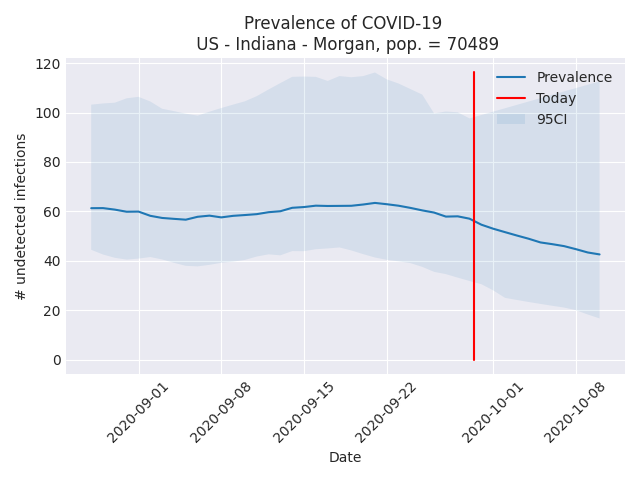 Prevalence of COVID-19
US - Indiana - Morgan, pop. = 70489
120
100
80
60
40
20
0
# undetected infections
Prevalence
Today
95CI
2020-09-01
2020-09-08
2020-09-15
2020-09-22
2020-10-01
2020-10-08
Date